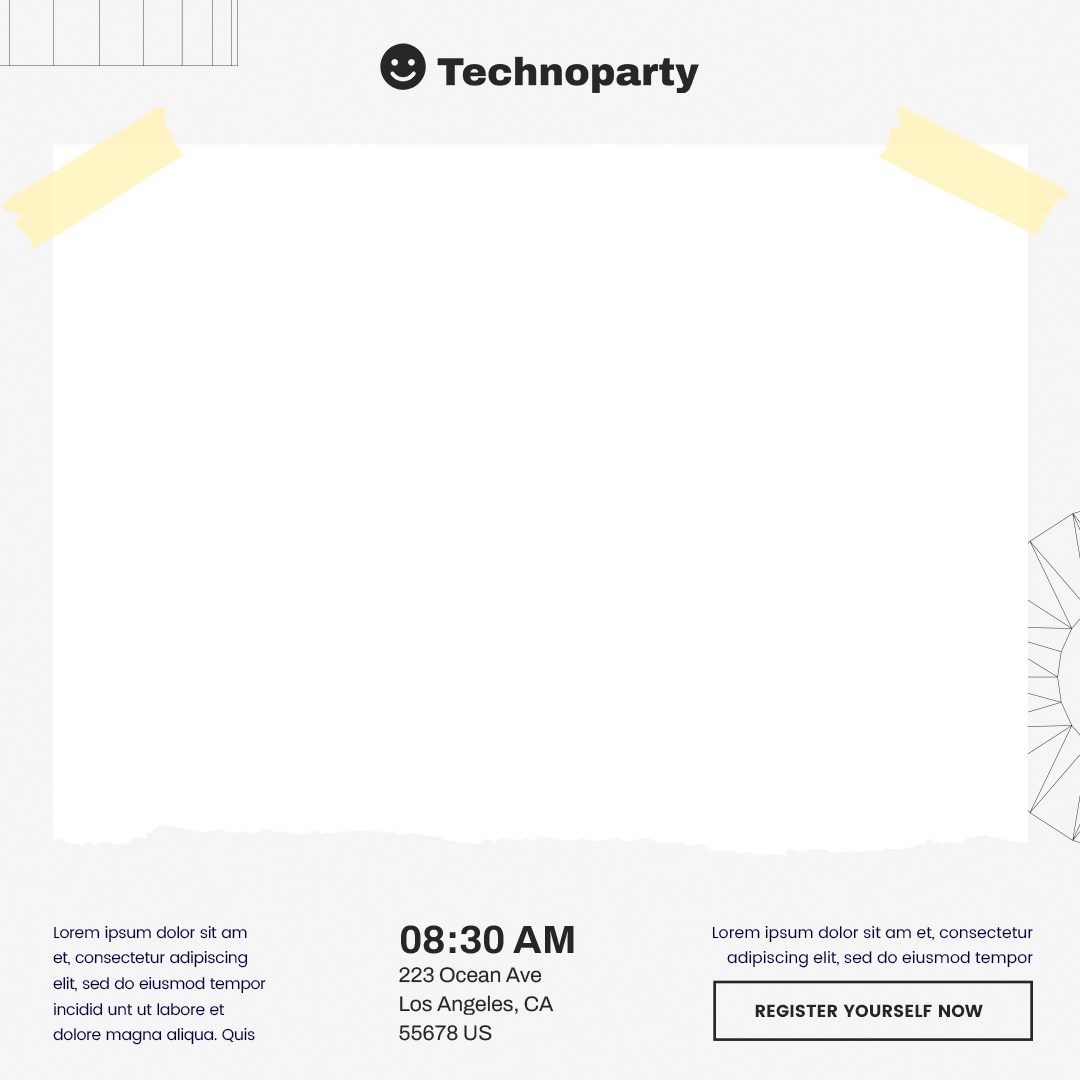 Technoparty
Lorem ipsum dolor sit am
et, consectetur adipiscing
elit, sed do eiusmod tempor
incidid unt ut labore et
dolore magna aliqua. Quis
08:30 AM
223 Ocean Ave
Los Angeles, CA
55678 US
Lorem ipsum dolor sit am et, consectetur
adipiscing elit, sed do eiusmod tempor
REGISTER YOURSELF NOW